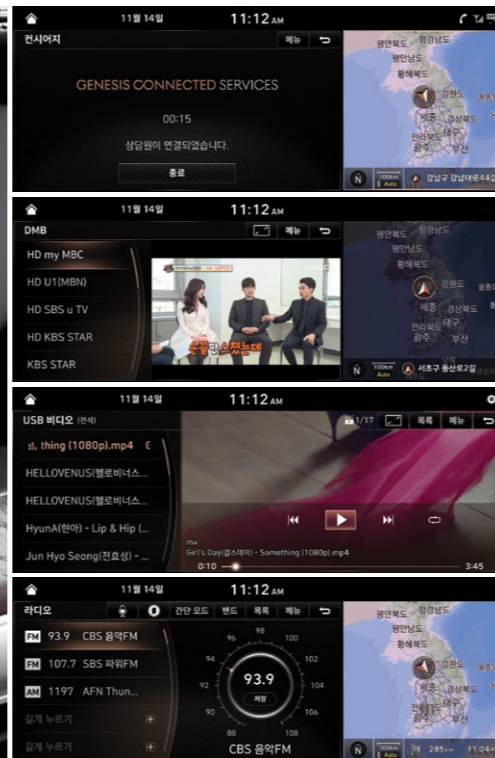 11월 14일 11:12 AM
컨시어지 메뉴
GENESIS CONNECTED SERVICES
00:15
상담원이 연결되었습니다.
종료
평안북도 함경남도
평안남도
황해북도
강원도
세종 경상북도
전라북도 대구
광주 부산
N 100km Auto 강남구 강남대로44길
11월 14일 11:12 AM
DMB 메뉴
HD my MBC
HD U1(MBN)
HD SBS u TV
HD KBS STAR
KBS STAR
평안북도 함경남도
평안남도
황해북도
강원도
세종 경상북도
전라북도 대구
광주 부산
N 100km Auto 서초구 동산로2길
11월 14일 11:12 AM
USB 비디오 (전석) 1/17 목록 메뉴
thing (1080p).mp4
HELLOVENUS(헬로비너스...
HELLOVENUS(헬로비너스...
HyunA(현아) - Lip & Hip (...
Jun Hyo Seong(전효성) - ...
mv
Girl's Day(걸스데이) - Something (1080p).mp4
0:10 3:45
11월 14일 11:12 AM
라디오 간단 모드 밴드 목록 메뉴
FM 93.9 CBS 음악FM
FM 107.7 SBS 파워FM
AM 1197 AFN Thun...
길게 누르기
길게 누르기
88 90 92 94 96 98 100 102 104 106 108
93.9
저장
CBS 음악FM
평안북도 함경남도
평안남도
황해북도
강원도
세종 경상북도
전라북도 대구
광주 부산
N 100km Auto 285km 11:04